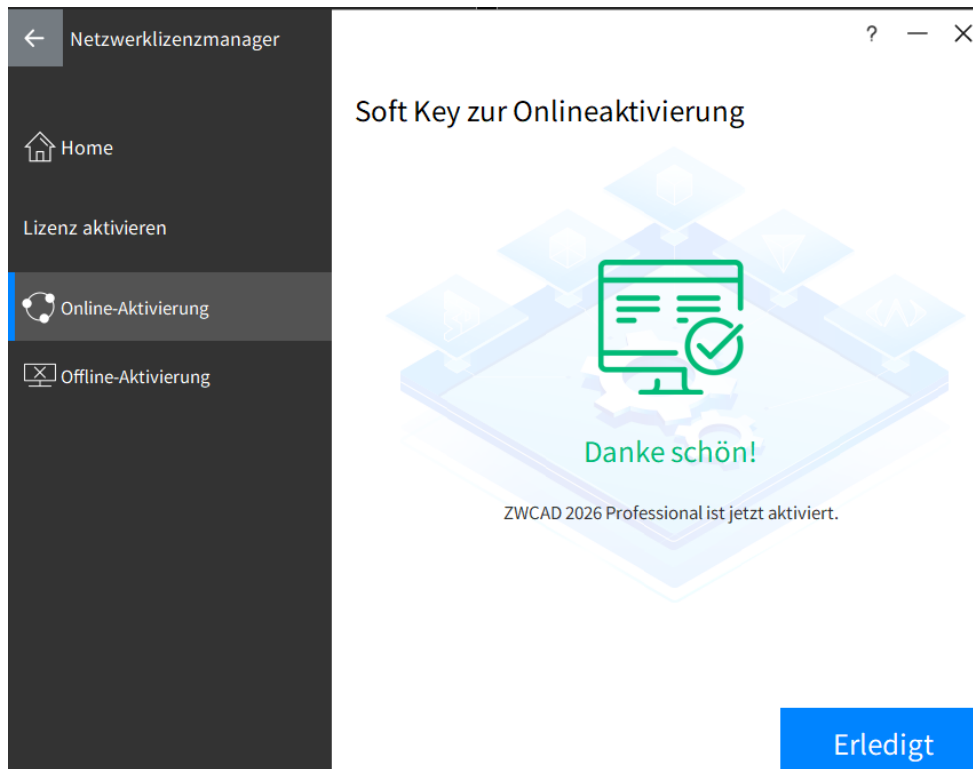 Netzwerklizenzmanager
?
Home
Lizenz aktivieren
Online-Aktivierung
Offline-Aktivierung
Soft Key zur Onlineaktivierung
Danke schön!
ZWCAD 2026 Professional ist jetzt aktiviert.
Erledigt